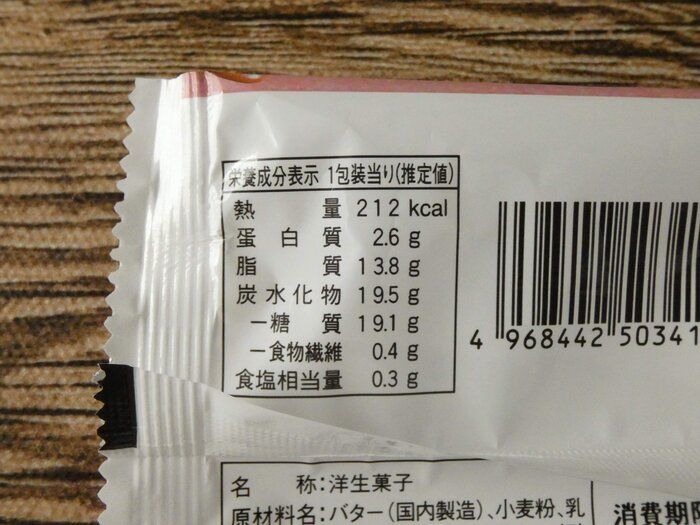 栄養成分表示 1包装当り(推定値)
熱量 212 kcal
蛋白質 2.6 g
脂質 13.8 g
炭水化物 19.5 g
－糖質 19.1 g
－食物繊維 0.4 g
食塩相当量 0.3 g
4 968442 50341
名称:洋生菓子
原材料名:バター(国内製造)、小麦粉、乳
消費期